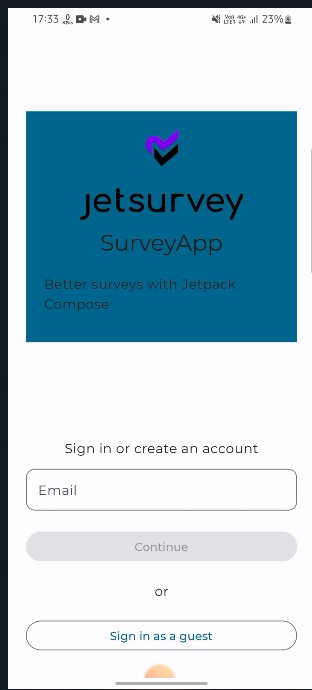 17:33 23%
jetsurvey
SurveyApp
Better surveys with Jetpack
Compose
Sign in or create an account
Email
Continue
or
Sign in as a guest